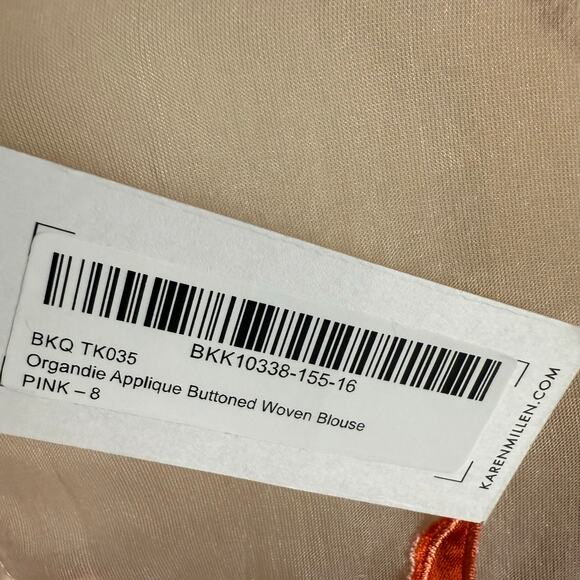 BKQ TK035 BKK10338-155-16
Organdie Applique Buttoned Woven Blouse
PINK – 8
KARENMILLEN.COM